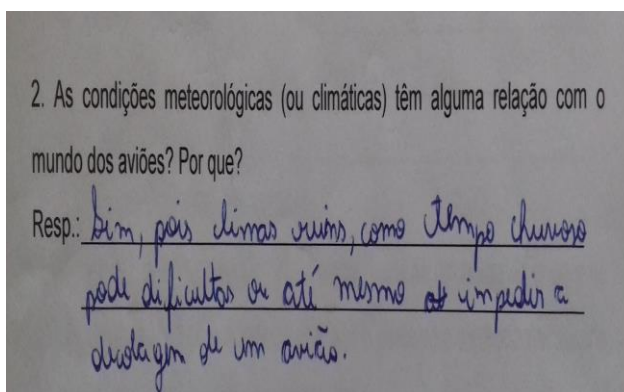 2. As condições meteorológicas (ou climáticas) têm alguma relação com o
mundo dos aviões? Por que?
Resp.: Sim, pois climas ruins, como tempo chuvoso
pode dificultar ou até mesmo impedir a
decolagem de um avião.